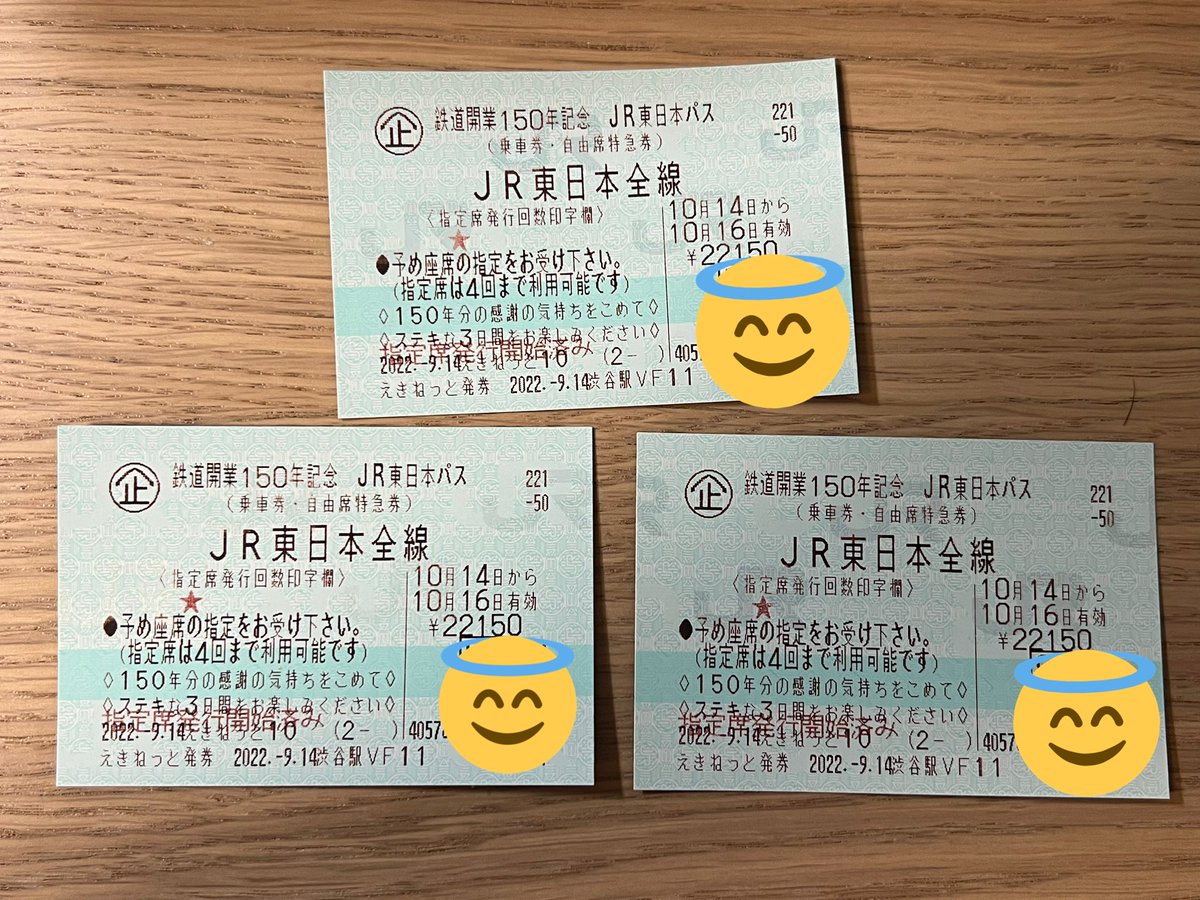 企 鉄道開業150年記念 JR東日本パス 221
(乗車券・自由席特急券) -50
JR東日本全線
〈指定席発行回数印字欄〉 10月14日から
★ 10月16日有効
●予め座席の指定をお受け下さい。 ¥22150
(指定席は4回まで利用可能です)
◇150年分の感謝の気持ちをこめて◇
◇ステキな3日間をお楽しみください◇
指定席発行開始済み
2022.-9.14えきねっと10 (2- ) 4057
えきねっと発券 2022.-9.14渋谷駅VF11
企 鉄道開業150年記念 JR東日本パス 221
(乗車券・自由席特急券) -50
JR東日本全線
〈指定席発行回数印字欄〉 10月14日から
★ 10月16日有効
●予め座席の指定をお受け下さい。 ¥22150
(指定席は4回まで利用可能です)
◇150年分の感謝の気持ちをこめて◇
◇ステキな3日間をお楽しみください◇
指定席発行開始済み
2022.-9.14えきねっと10 (2- ) 4057
えきねっと発券 2022.-9.14渋谷駅VF11
企 鉄道開業150年記念 JR東日本パス 221
(乗車券・自由席特急券) -50
JR東日本全線
〈指定席発行回数印字欄〉 10月14日から
★ 10月16日有効
●予め座席の指定をお受け下さい。 ¥22150
(指定席は4回まで利用可能です)
◇150年分の感謝の気持ちをこめて◇
◇ステキな3日間をお楽しみください◇
指定席発行開始済み
2022.-9.14えきねっと10 (2- ) 4057
えきねっと発券 2022.-9.14渋谷駅VF11